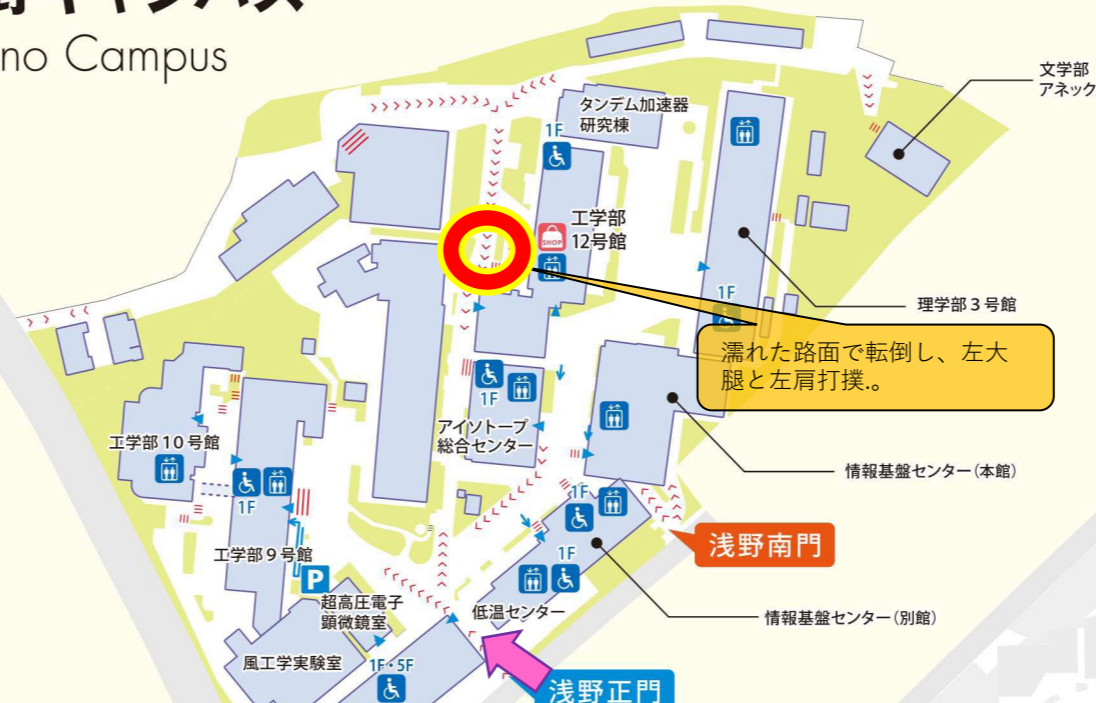 野キャンパス
no Campus
タンデム加速器
研究棟
文学部
アネック
1F
工学部
12号館
SHOP
1F
理学部3号館
濡れた路面で転倒し、左大
腿と左肩打撲.。
1F
アイソトープ
総合センター
工学部10号館
1F
情報基盤センター(本館)
1F
浅野南門
工学部9号館
P
1F
超高圧電子
顕微鏡室
低温センター
情報基盤センター(別館)
風工学実験室
1F・5F
浅野正門